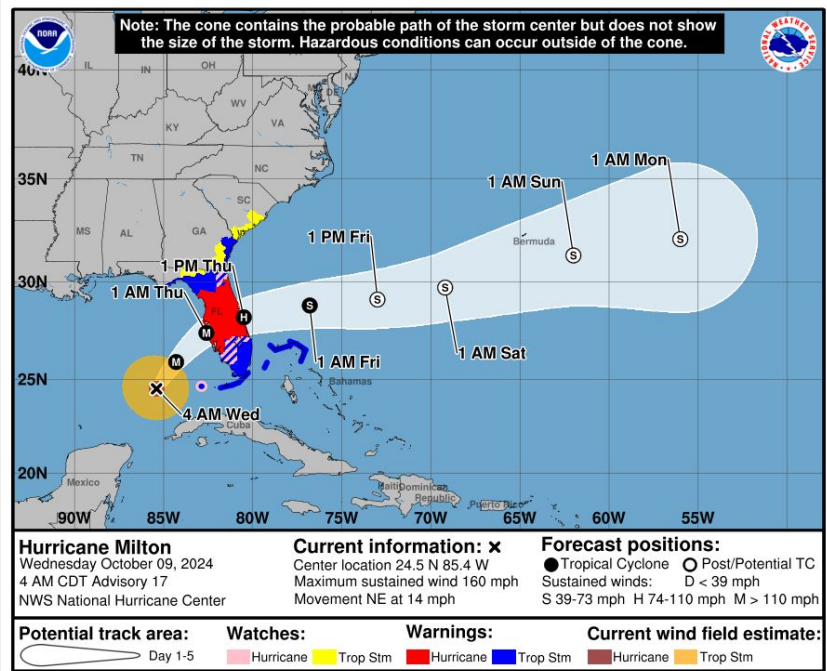 Note: The cone contains the probable path of the storm center but does not show
the size of the storm. Hazardous conditions can occur outside of the cone.
NOAA
NATIONAL WEATHER SERVICE
40N
IL
IN
OH
NJ
MD
DE
WV
VA
KY
35N
TN
NC
SC
MS
AL
GA
1 AM Mon
1 AM Sun
1 PM Fri
Bermuda
30N
1 PM Thu
1 AM Thu
FL
S
S
S
S
S
H
M
M
1 AM Fri
1 AM Sat
25N
Bahamas
4 AM Wed
Cuba
20N
Mexico
Haiti
Dominican
Republic
Puerto Rico
90W
85W
80W
75W
70W
65W
60W
55W
Hurricane Milton
Wednesday October 09, 2024
4 AM CDT Advisory 17
NWS National Hurricane Center
Current information: ×
Center location 24.5 N 85.4 W
Maximum sustained wind 160 mph
Movement NE at 14 mph
Forecast positions:
● Tropical Cyclone ○ Post/Potential TC
Sustained winds: D < 39 mph
S 39-73 mph H 74-110 mph M > 110 mph
Potential track area:
Day 1-5
Watches:
Hurricane Trop Stm
Warnings:
Hurricane Trop Stm
Current wind field estimate:
Hurricane Trop Stm